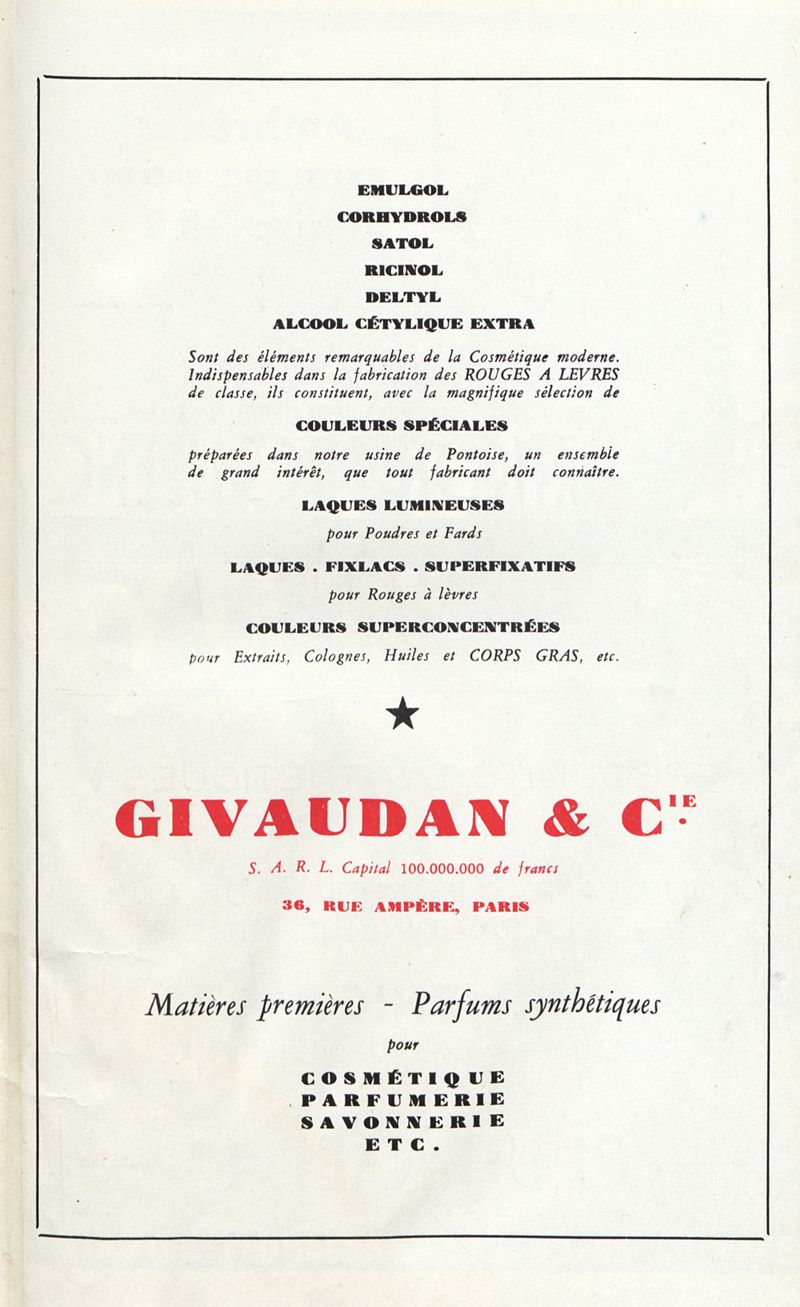 EMULGOL
CORHYDROLS
SATOL
RICINOL
DELTYL
ALCOOL CÉTYLIQUE EXTRA
Sont des éléments remarquables de la Cosmétique moderne.
Indispensables dans la fabrication des ROUGES A LEVRES
de classe, ils constituent, avec la magnifique sélection de
COULEURS SPÉCIALES
préparées dans notre usine de Pontoise, un ensemble
de grand intérêt, que tout fabricant doit connaître.
LAQUES LUMINEUSES
pour Poudres et Fards
LAQUES . FIXLACS . SUPERFIXATIFS
pour Rouges à lèvres
COULEURS SUPERCONCENTRÉES
pour Extraits, Colognes, Huiles et CORPS GRAS, etc.
GIVAUDAN & CIE.
S. A. R. L. Capital 100.000.000 de francs
36, RUE AMPÈRE, PARIS
Matières premières - Parfums synthétiques
pour
COSMÉTIQUE
PARFUMERIE
SAVONNERIE
ETC.